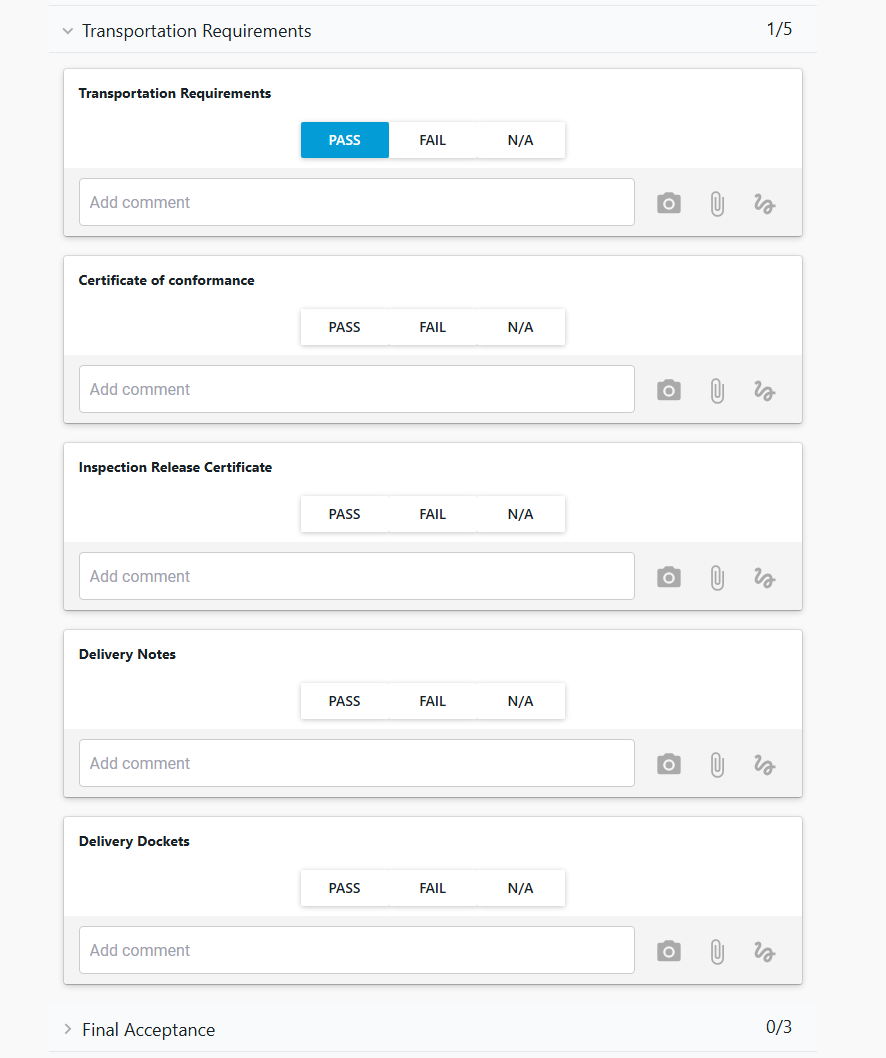 Transportation Requirements 1/5
Transportation Requirements
PASS FAIL N/A
Add comment
Certificate of conformance
PASS FAIL N/A
Add comment
Inspection Release Certificate
PASS FAIL N/A
Add comment
Delivery Notes
PASS FAIL N/A
Add comment
Delivery Dockets
PASS FAIL N/A
Add comment
Final Acceptance 0/3